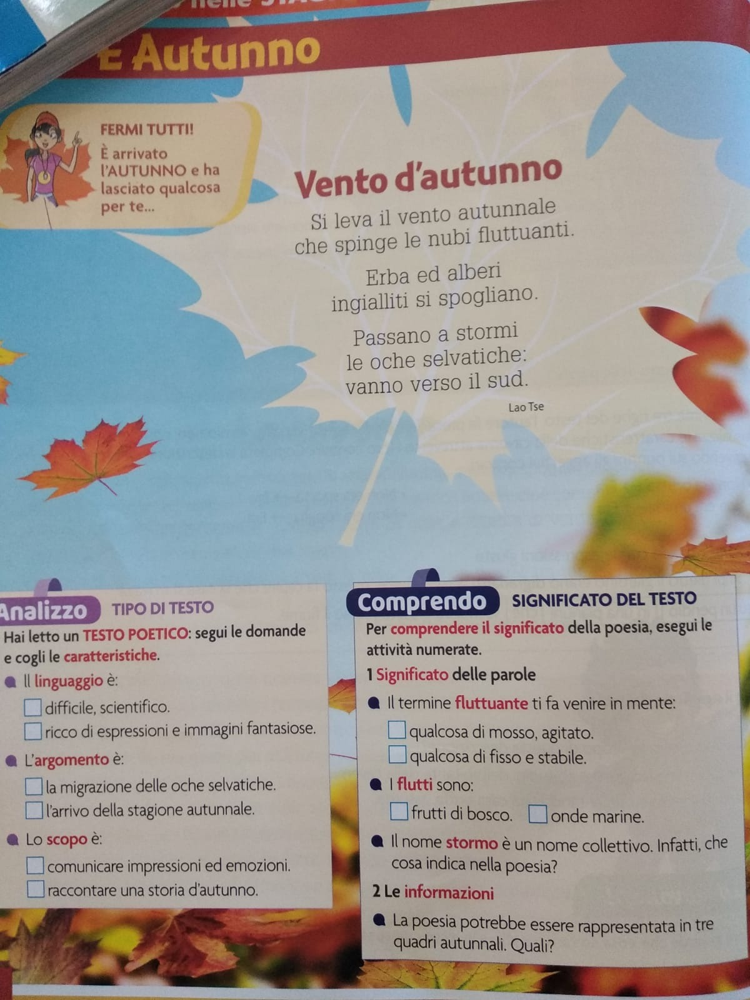 nelle
È Autunno
FERMI TUTTI!
È arrivato
l'AUTUNNO e ha
lasciato qualcosa
per te...
Vento d'autunno
Si leva il vento autunnale
che spinge le nubi fluttuanti.
Erba ed alberi
ingialliti si spogliano.
Passano a stormi
le oche selvatiche:
vanno verso il sud.
Lao Tse
Analizzo TIPO DI TESTO
Hai letto un TESTO POETICO: segui le domande
e cogli le caratteristiche.
Il linguaggio è:
difficile, scientifico.
ricco di espressioni e immagini fantasiose.
L'argomento è:
la migrazione delle oche selvatiche.
l'arrivo della stagione autunnale.
Lo scopo è:
comunicare impressioni ed emozioni.
raccontare una storia d'autunno.
Comprendo SIGNIFICATO DEL TESTO
Per comprendere il significato della poesia, esegui le
attività numerate.
1 Significato delle parole
Il termine fluttuante ti fa venire in mente:
qualcosa di mosso, agitato.
qualcosa di fisso e stabile.
I flutti sono:
frutti di bosco. onde marine.
Il nome stormo è un nome collettivo. Infatti, che
cosa indica nella poesia?
2 Le informazioni
La poesia potrebbe essere rappresentata in tre
quadri autunnali. Quali?